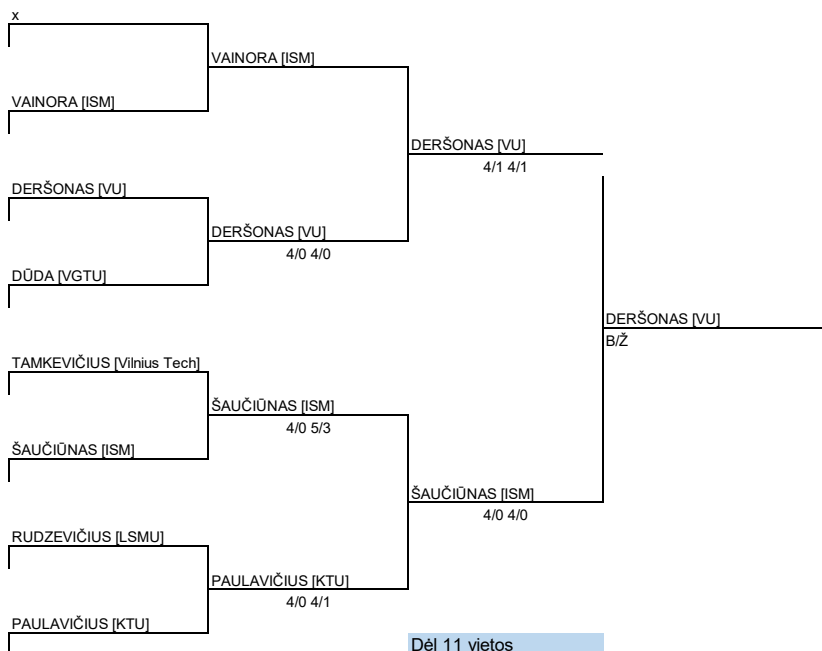 x
VAINORA [ISM]
VAINORA [ISM]
DERŠONAS [VU]
4/1 4/1
DERŠONAS [VU]
DERŠONAS [VU]
4/0 4/0
DŪDA [VGTU]
DERŠONAS [VU]
B/Ž
TAMKEVIČIUS [Vilnius Tech]
ŠAUČIŪNAS [ISM]
4/0 5/3
ŠAUČIŪNAS [ISM]
ŠAUČIŪNAS [ISM]
4/0 4/0
RUDZEVIČIUS [LSMU]
PAULAVIČIUS [KTU]
4/0 4/1
PAULAVIČIUS [KTU]
Dėl 11 vietos